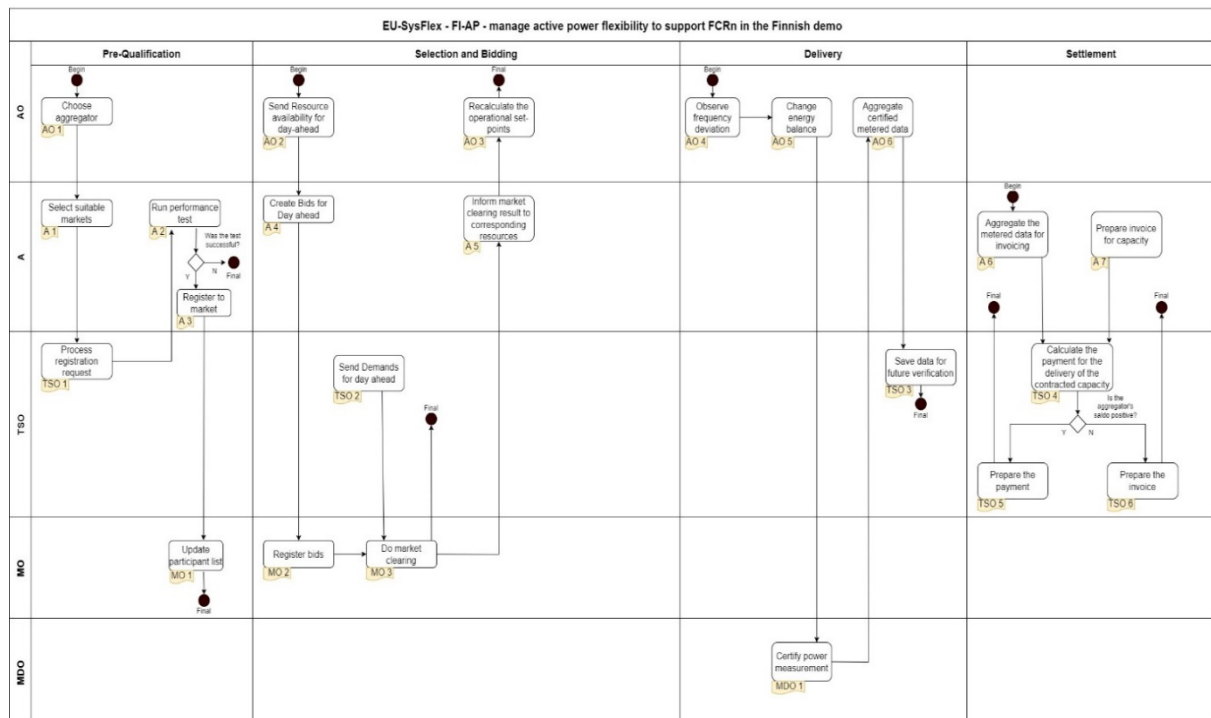 EU-SysFlex - FI-AP - manage active power flexibility to support FCRn in the Finnish demo
Pre-Qualification
Selection and Bidding
Delivery
Settlement
AO
Begin
Choose
aggregator
AO 1
Begin
Send Resource
availability for
day-ahead
AO 2
Final
Recalculate the
operational set-
points
AO 3
Begin
Observe
frequency
deviation
AO 4
Change
energy
balance
AO 5
Aggregate
certified
metered data
AO 6
A
Select suitable
markets
A 1
Run performance
test
A 2
Was the test
successful?
Y
N
Final
Register to
market
A 3
Create Bids for
Day ahead
A 4
Inform market
clearing result to
corresponding
resources
A 5
Begin
Aggregate the
metered data for
invoicing
A 6
Prepare invoice
for capacity
A 7
Final
Final
TSO
Process
registration
request
TSO 1
Send Demands
for day ahead
TSO 2
Final
Save data for
future verification
TSO 3
Final
Calculate the
payment for the
delivery of the
contracted capacity
TSO 4
Is the
aggregator's
saldo positive?
Y
N
Prepare the
payment
TSO 5
Prepare the
invoice
TSO 6
MO
Update
participant list
MO 1
Final
Register bids
MO 2
Do market
clearing
MO 3
MDO
Certify power
measurement
MDO 1